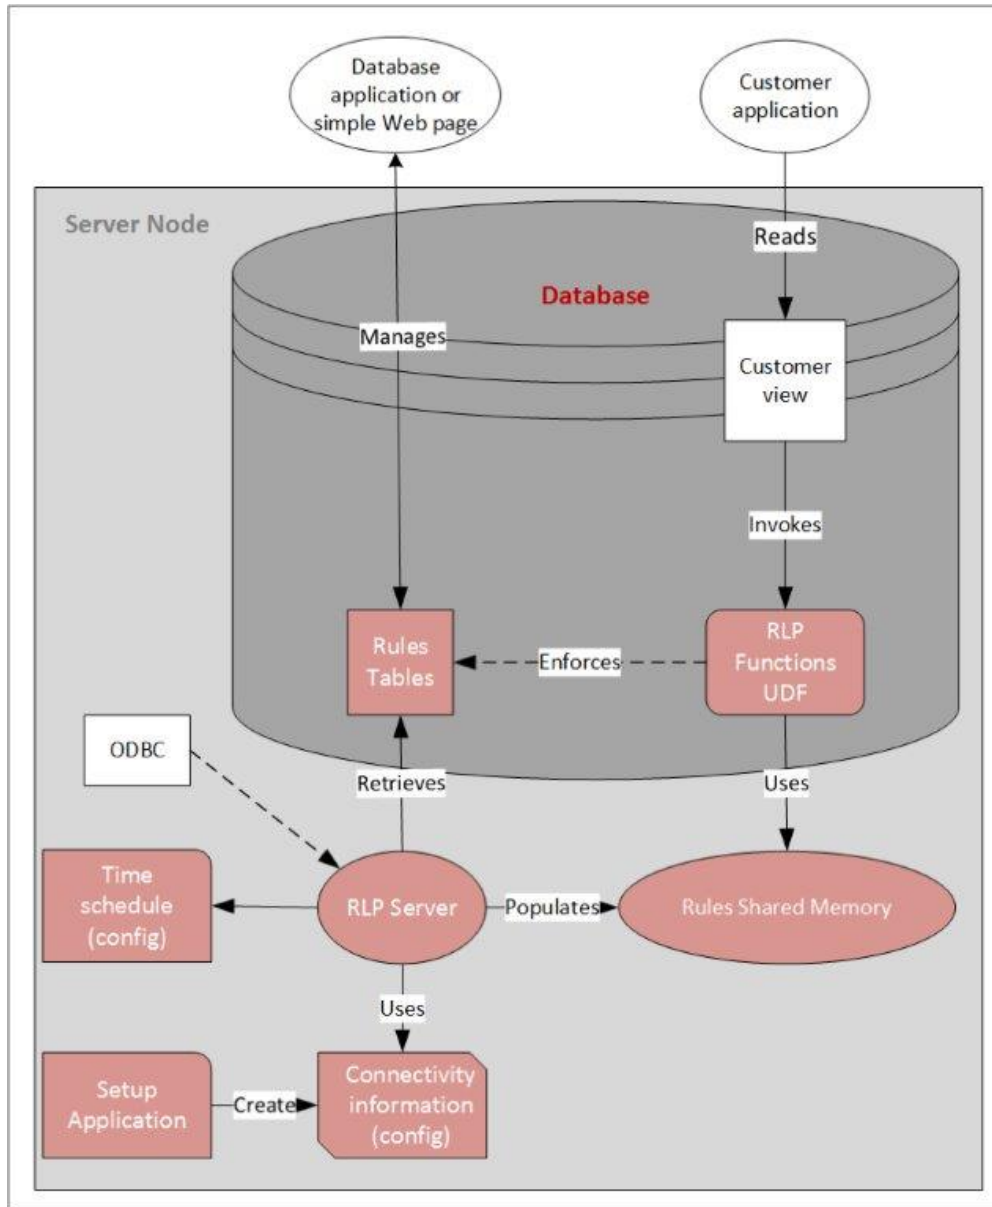 Database
application or
simple Web page
Customer
application
Server Node
Reads
Database
Manages
Customer
view
Invokes
Rules
Tables
Enforces
RLP
Functions
UDF
ODBC
Retrieves
Uses
Time
schedule
(config)
RLP Server
Populates
Rules Shared Memory
Uses
Setup
Application
Create
Connectivity
information
(config)